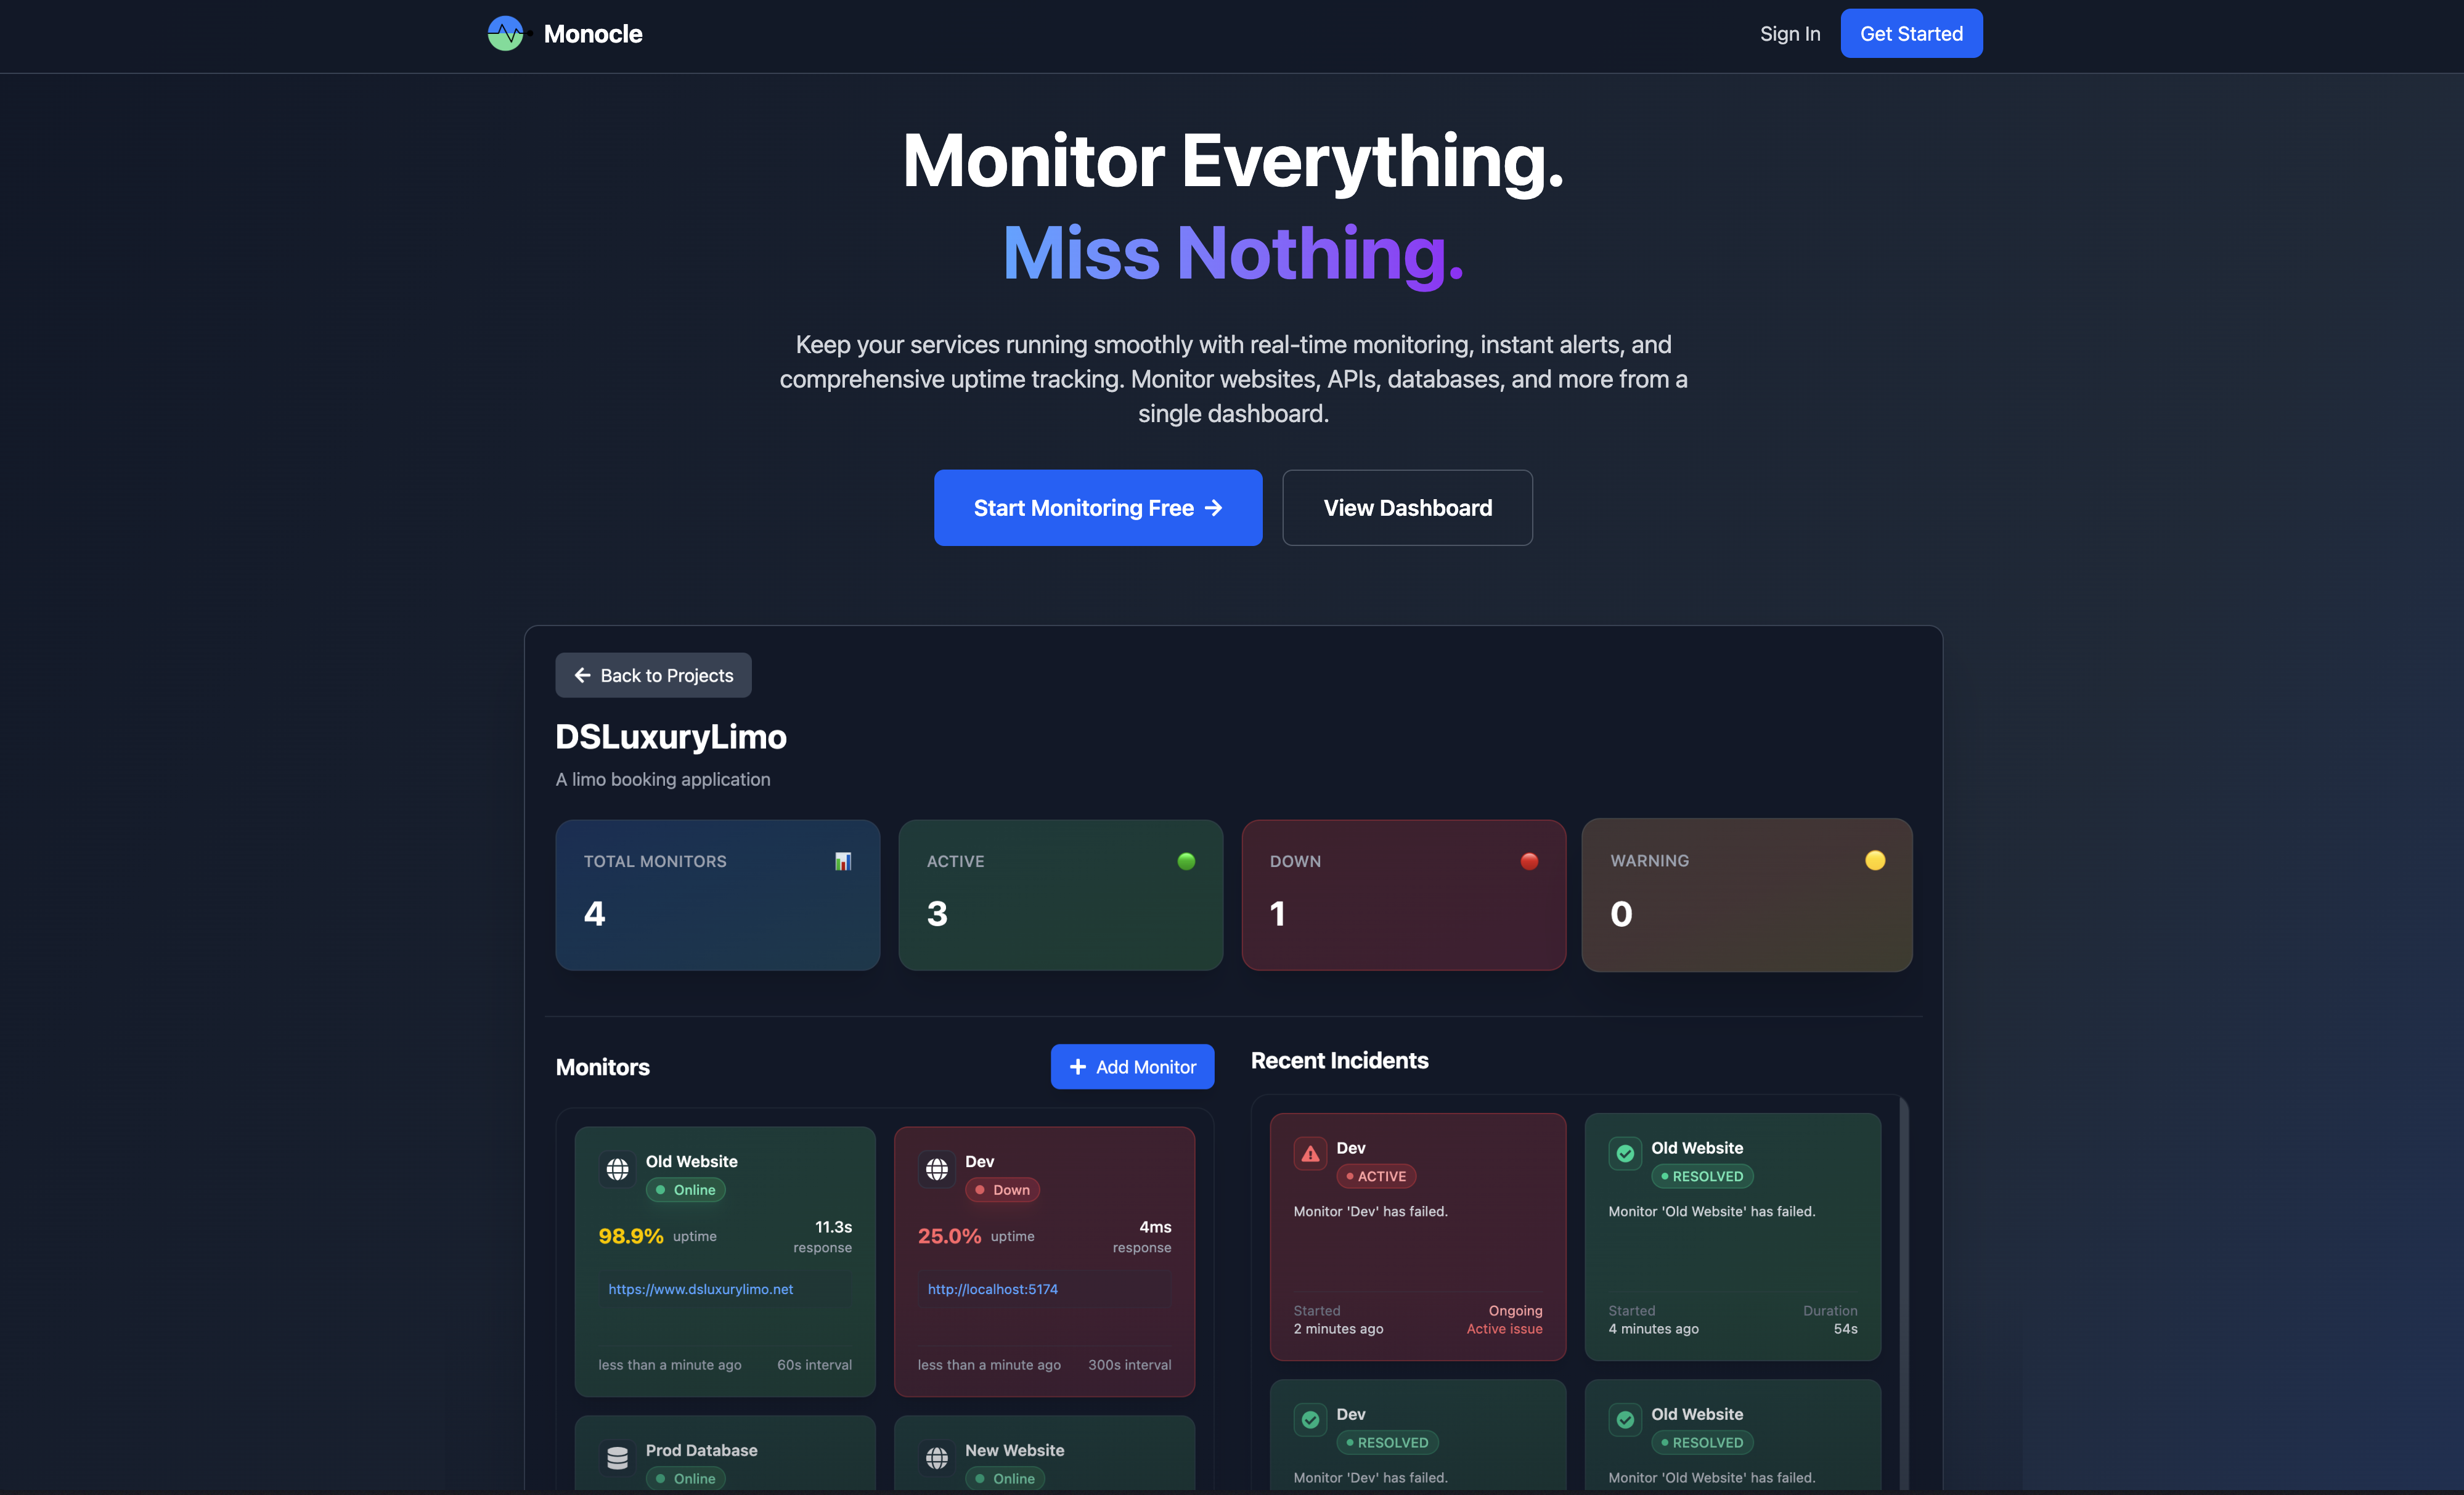 Monocle
Sign In
Get Started
Monitor Everything.
Miss Nothing.
Keep your services running smoothly with real-time monitoring, instant alerts, and
comprehensive uptime tracking. Monitor websites, APIs, databases, and more from a
single dashboard.
Start Monitoring Free →
View Dashboard
← Back to Projects
DSLuxuryLimo
A limo booking application
TOTAL MONITORS
4
ACTIVE
3
DOWN
1
WARNING
0
Monitors
+ Add Monitor
Old Website
Online
98.9% uptime
11.3s
response
https://www.dsluxurylimo.net
less than a minute ago
60s interval
Dev
Down
25.0% uptime
4ms
response
http://localhost:5174
less than a minute ago
300s interval
Prod Database
Online
New Website
Online
Recent Incidents
Dev
ACTIVE
Monitor 'Dev' has failed.
Started
2 minutes ago
Ongoing
Active issue
Old Website
RESOLVED
Monitor 'Old Website' has failed.
Started
4 minutes ago
Duration
54s
Dev
RESOLVED
Monitor 'Dev' has failed.
Old Website
RESOLVED
Monitor 'Old Website' has failed.